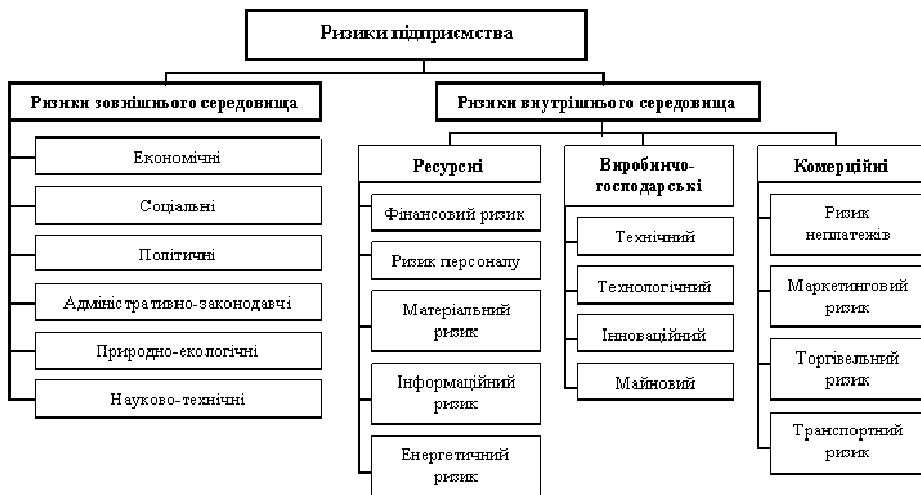 Ризики підприємства
Ризики зовнішнього середовища
Економічні
Соціальні
Політичні
Адміністративно-законодавчі
Природно-екологічні
Науково-технічні
Ризики внутрішнього середовища
Ресурсні
Фінансовий ризик
Ризик персоналу
Матеріальний
ризик
Інформаційний
ризик
Енергетичний
ризик
Виробничо-
господарські
Технічний
Технологічний
Інноваційний
Майновий
Комерційні
Ризик
неплатежів
Маркетинговий
ризик
Торгівельний
ризик
Транспортний
ризик